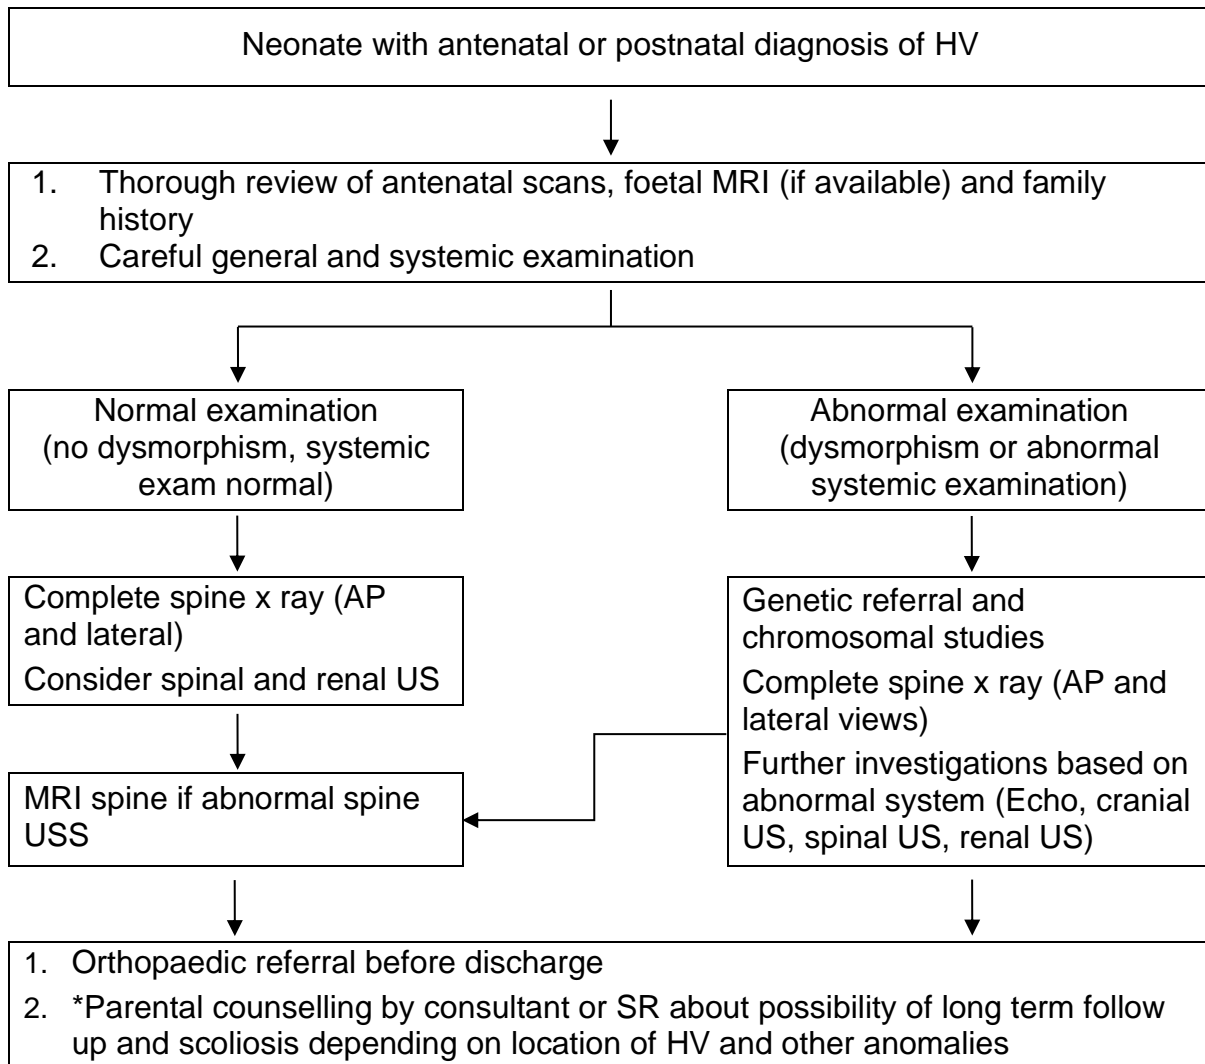 Neonate with antenatal or postnatal diagnosis of HV
1. Thorough review of antenatal scans, foetal MRI (if available) and family
history
2. Careful general and systemic examination
Normal examination
(no dysmorphism, systemic
exam normal)
Abnormal examination
(dysmorphism or abnormal
systemic examination)
Complete spine x ray (AP
and lateral)
Consider spinal and renal US
Genetic referral and
chromosomal studies
Complete spine x ray (AP and
lateral views)
Further investigations based on
abnormal system (Echo, cranial
US, spinal US, renal US)
MRI spine if abnormal spine
USS
1. Orthopaedic referral before discharge
2. *Parental counselling by consultant or SR about possibility of long term follow
up and scoliosis depending on location of HV and other anomalies